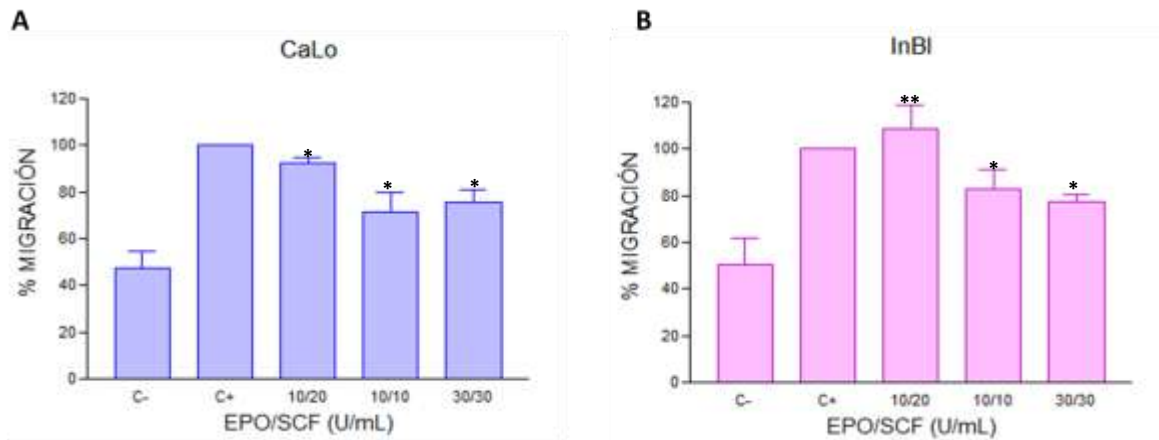 A
CaLo
% MIGRACIÓN
120
100
80
60
40
20
0
*
*
*
C-
C+
10/20
10/10
30/30
EPO/SCF (U/mL)
B
InBl
% MIGRACIÓN
120
100
80
60
40
20
0
**
*
*
C-
C+
10/20
10/10
30/30
EPO/SCF (U/mL)